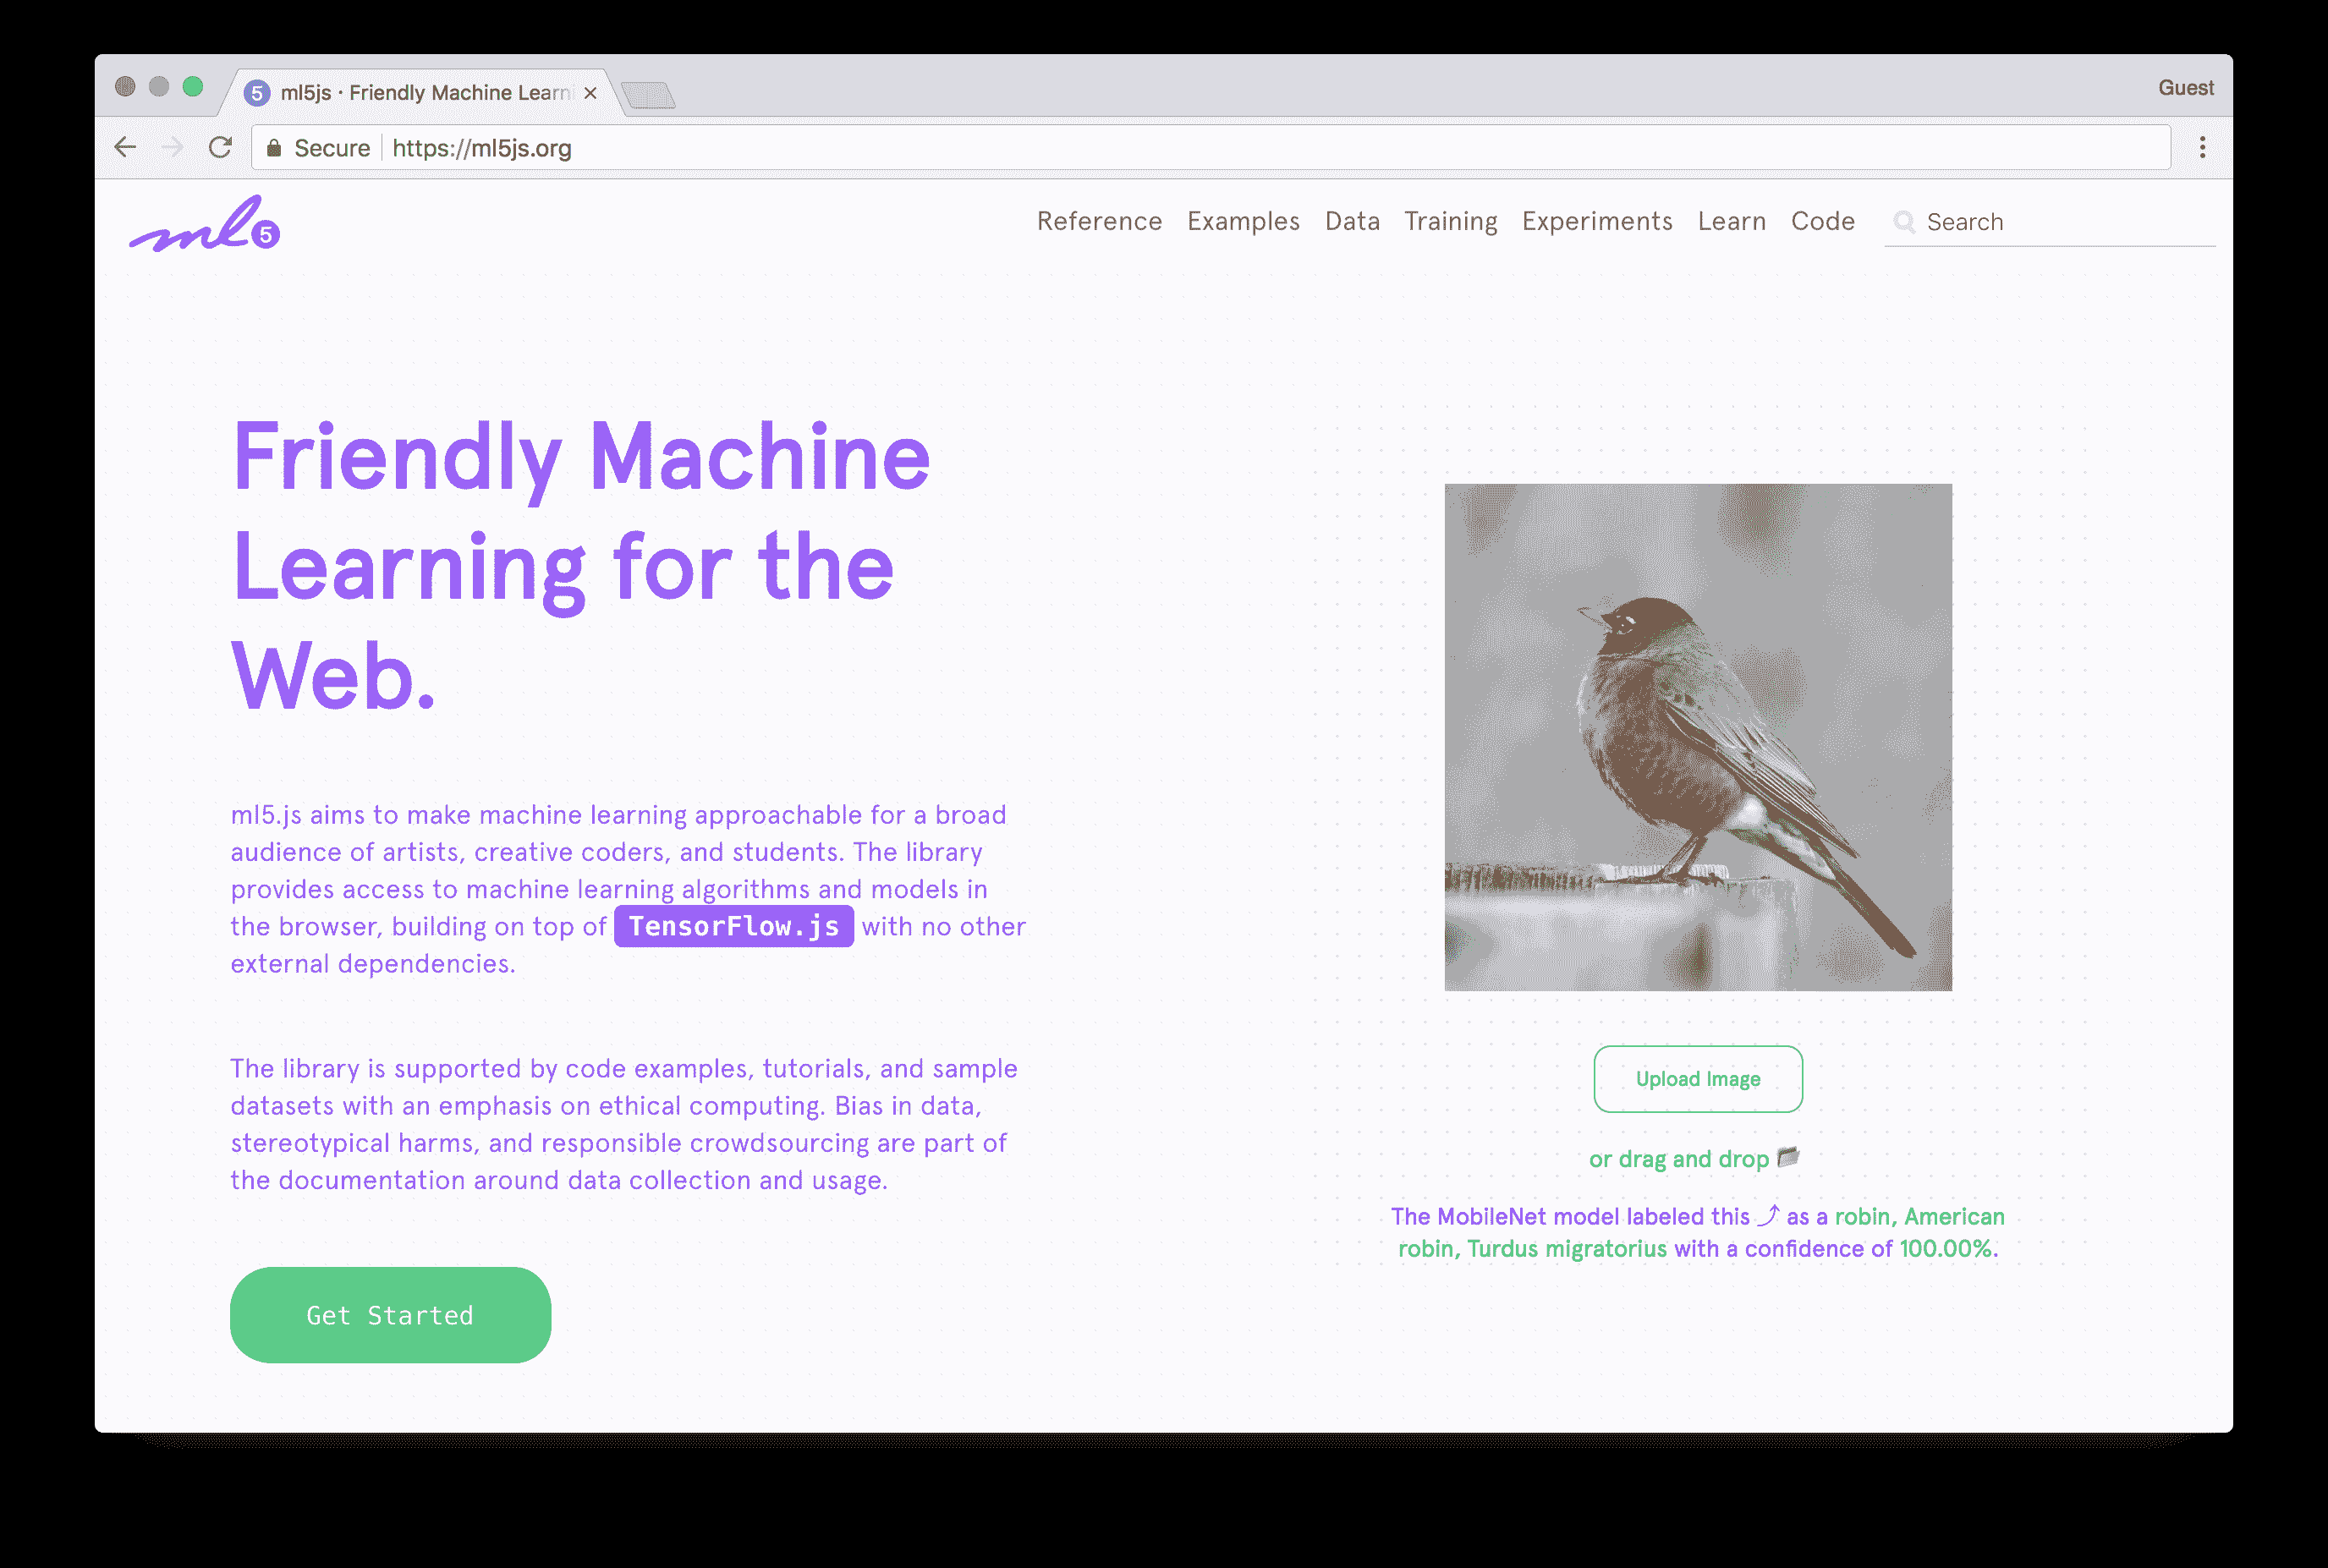 5 ml5js · Friendly Machine Learni
Guest
Secure https://ml5js.org
ml5
Reference Examples Data Training Experiments Learn Code Search
Friendly Machine
Learning for the
Web.
ml5.js aims to make machine learning approachable for a broad
audience of artists, creative coders, and students. The library
provides access to machine learning algorithms and models in
the browser, building on top of TensorFlow.js with no other
external dependencies.
The library is supported by code examples, tutorials, and sample
datasets with an emphasis on ethical computing. Bias in data,
stereotypical harms, and responsible crowdsourcing are part of
the documentation around data collection and usage.
Get Started
Upload Image
or drag and drop
The MobileNet model labeled this ⤴ as a robin, American
robin, Turdus migratorius with a confidence of 100.00%.